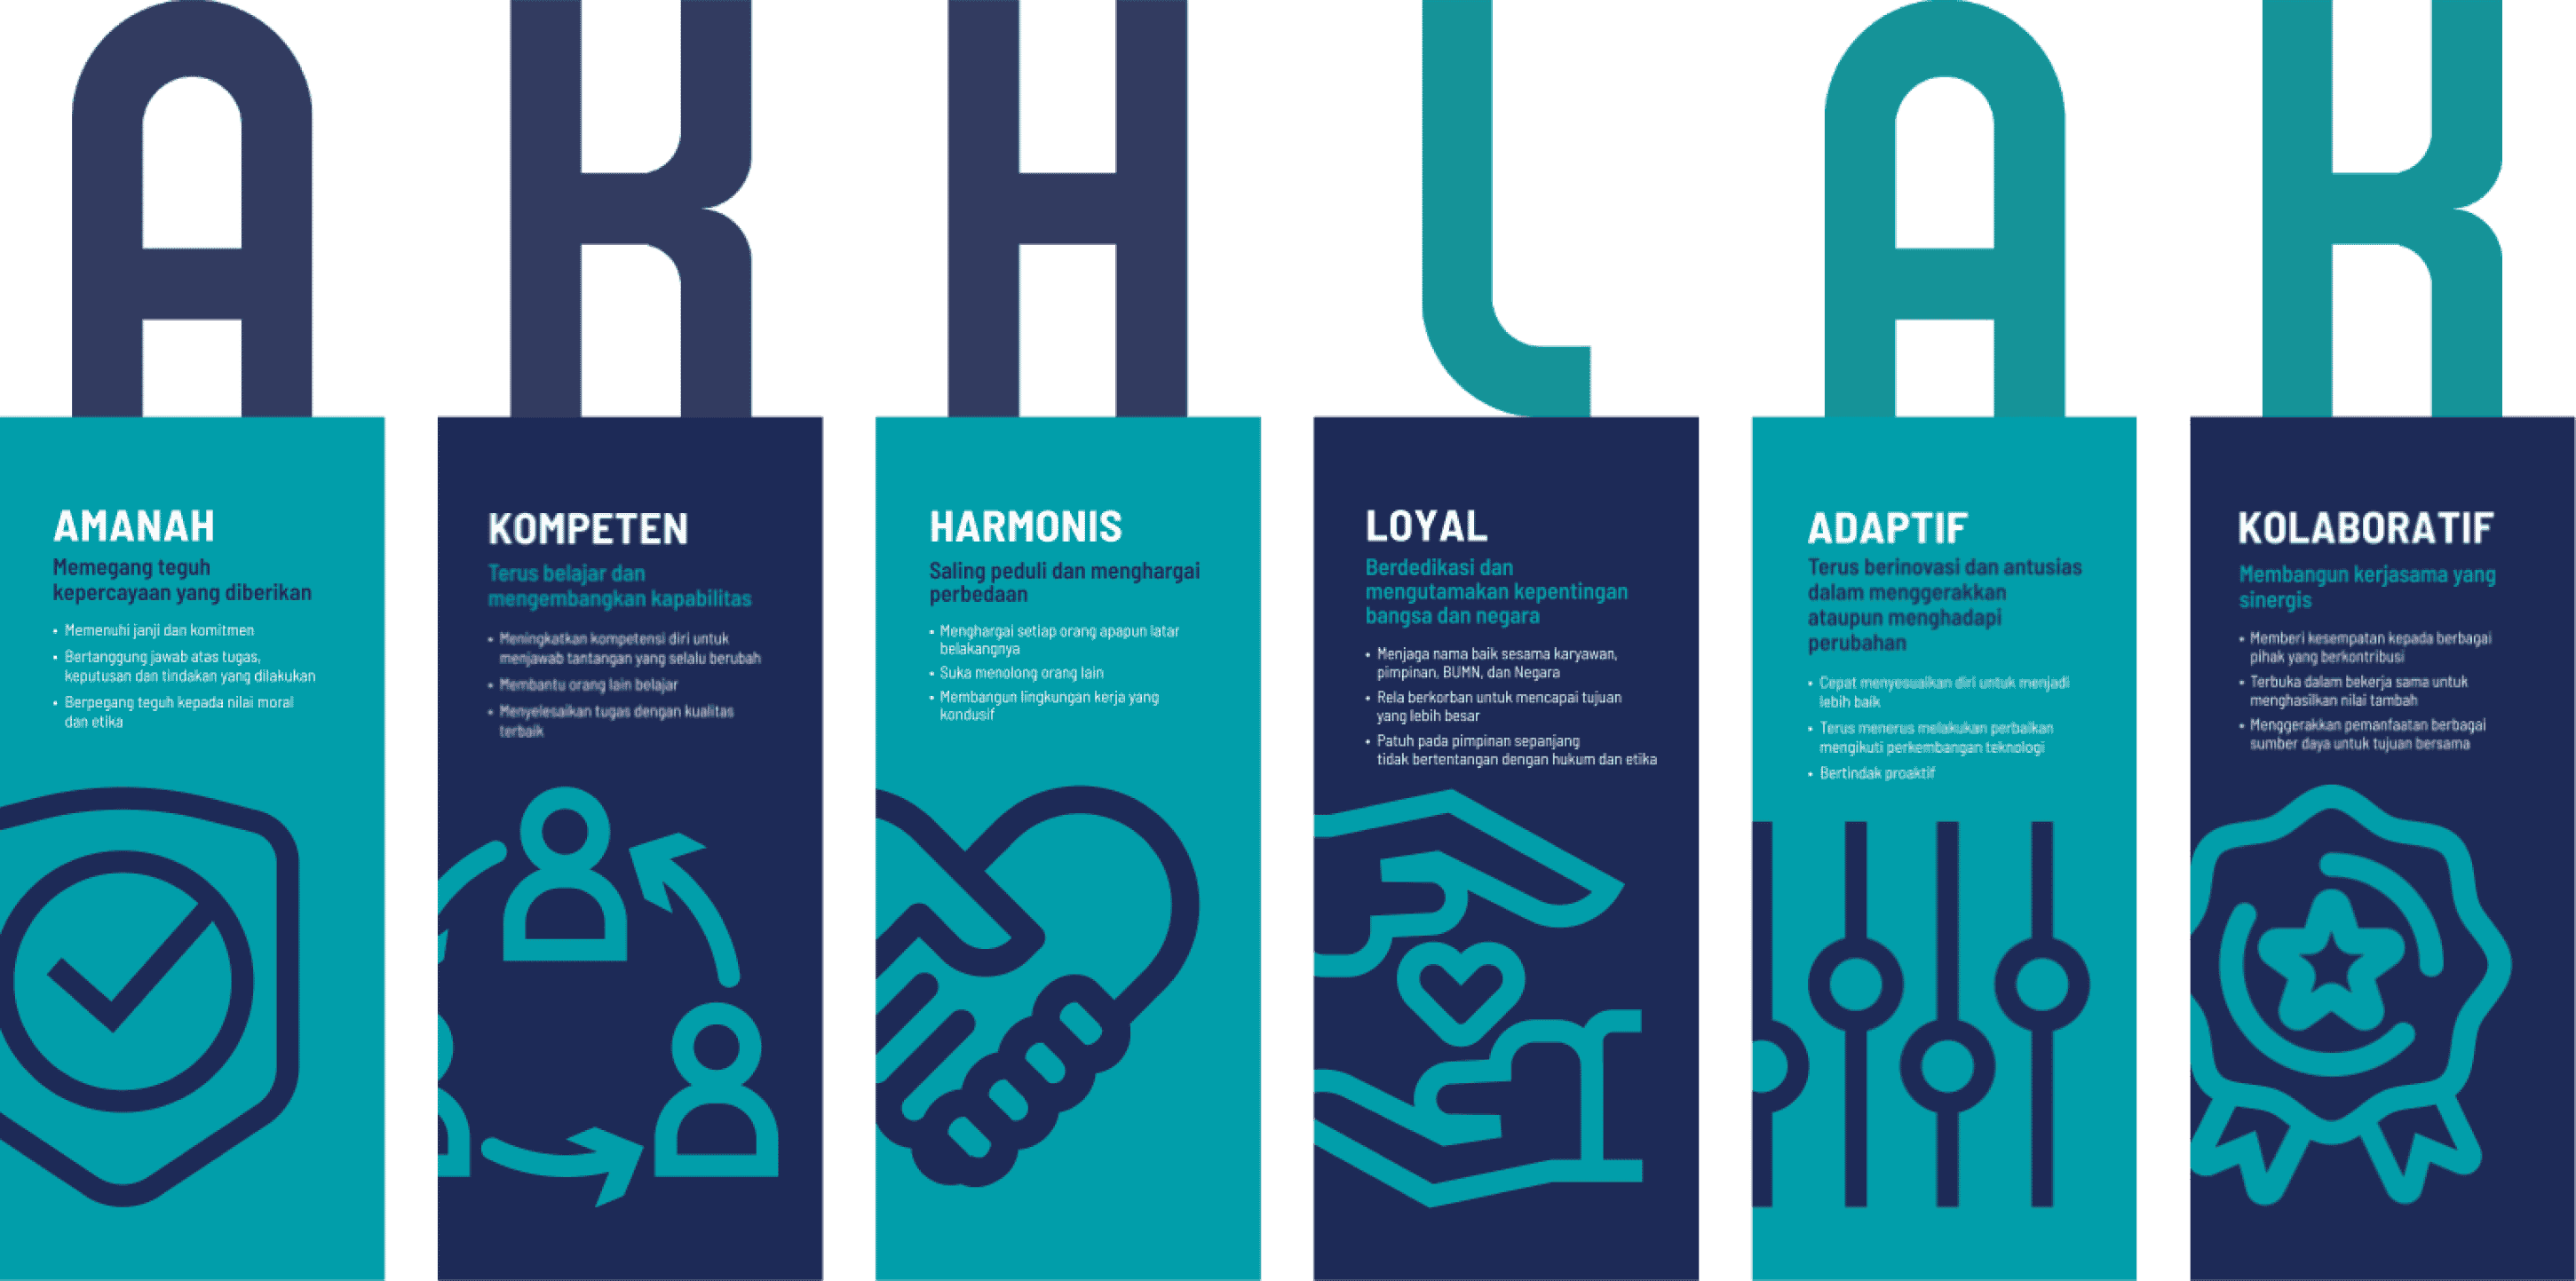 A K H L A K
AMANAH
Memegang teguh
kepercayaan yang diberikan
• Memenuhi janji dan komitmen
• Bertanggung jawab atas tugas,
keputusan dan tindakan yang dilakukan
• Berpegang teguh kepada nilai moral
dan etika
KOMPETEN
Terus belajar dan
mengembangkan kapabilitas
• Meningkatkan kompetensi diri untuk
menjawab tantangan yang selalu berubah
• Membantu orang lain belajar
• Menyelesaikan tugas dengan kualitas
terbaik
HARMONIS
Saling peduli dan menghargai
perbedaan
• Menghargai setiap orang apapun latar
belakangnya
• Suka menolong orang lain
• Membangun lingkungan kerja yang
kondusif
LOYAL
Berdedikasi dan
mengutamakan kepentingan
bangsa dan negara
• Menjaga nama baik sesama karyawan,
pimpinan, BUMN, dan Negara
• Rela berkorban untuk mencapai tujuan
yang lebih besar
• Patuh pada pimpinan sepanjang
tidak bertentangan dengan hukum dan etika
ADAPTIF
Terus berinovasi dan antusias
dalam menggerakkan
ataupun menghadapi
perubahan
• Cepat menyesuaikan diri untuk menjadi
lebih baik
• Terus menerus melakukan perbaikan
mengikuti perkembangan teknologi
• Bertindak proaktif
KOLABORATIF
Membangun kerjasama yang
sinergis
• Memberi kesempatan kepada berbagai
pihak yang berkontribusi
• Terbuka dalam bekerja sama untuk
menghasilkan nilai tambah
• Menggerakkan pemanfaatan berbagai
sumber daya untuk tujuan bersama